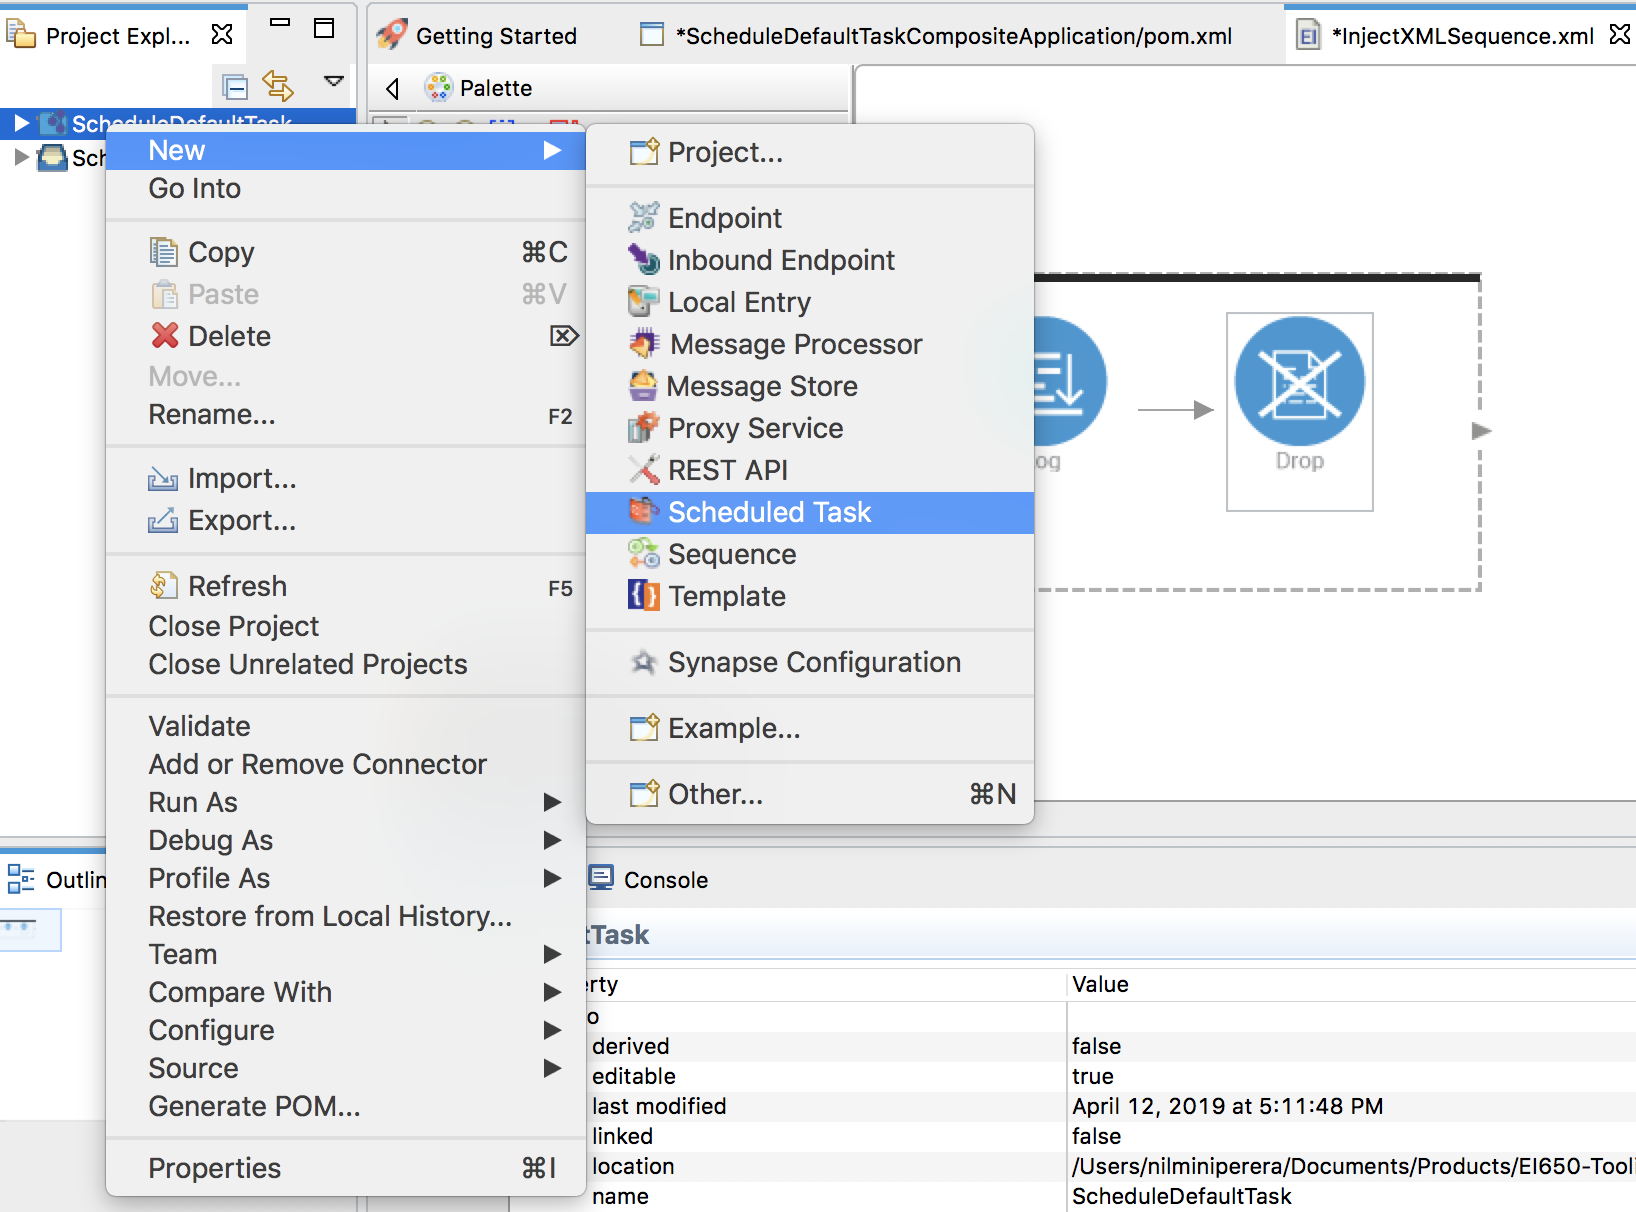 Project Expl...
Getting Started
*ScheduleDefaultTaskCompositeApplication/pom.xml
EI
*InjectXMLSequence.xml
Palette
ScheduleDefaultTask
Sch
New
Go Into
Copy ⌘C
Paste ⌘V
Delete ⌦
Move...
Rename... F2
Import...
Export...
Refresh F5
Close Project
Close Unrelated Projects
Validate
Add or Remove Connector
Run As
Debug As
Profile As
Restore from Local History...
Team
Compare With
Configure
Source
Generate POM...
Properties ⌘I
Project...
Endpoint
Inbound Endpoint
Local Entry
Message Processor
Message Store
Proxy Service
REST API
Scheduled Task
Sequence
Template
Synapse Configuration
Example...
Other... ⌘N
og
Drop
Outlin
Console
tTask
erty Value
o
derived false
editable true
last modified April 12, 2019 at 5:11:48 PM
linked false
location /Users/nilminiperera/Documents/Products/EI650-Tooli
name ScheduleDefaultTask